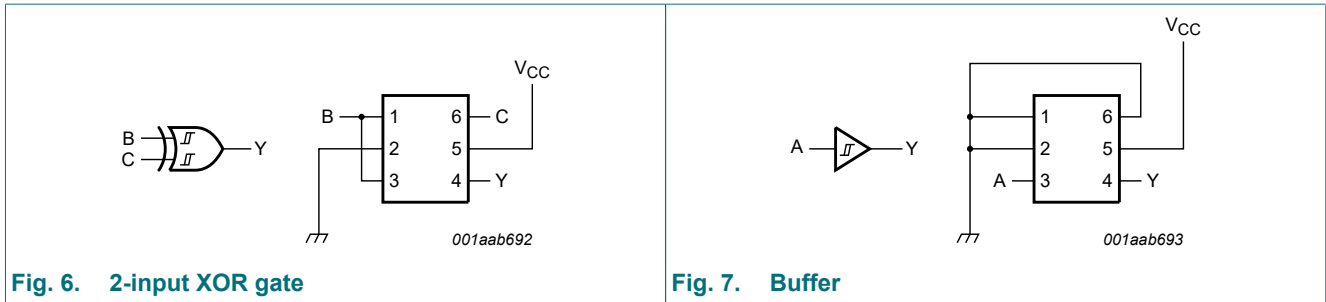 B
C
Y
B
1
2
3
6
5
4
C
VCC
Y
001aab692
Fig. 6. 2-input XOR gate
A
Y
A
1
2
3
6
5
4
VCC
Y
001aab693
Fig. 7. Buffer